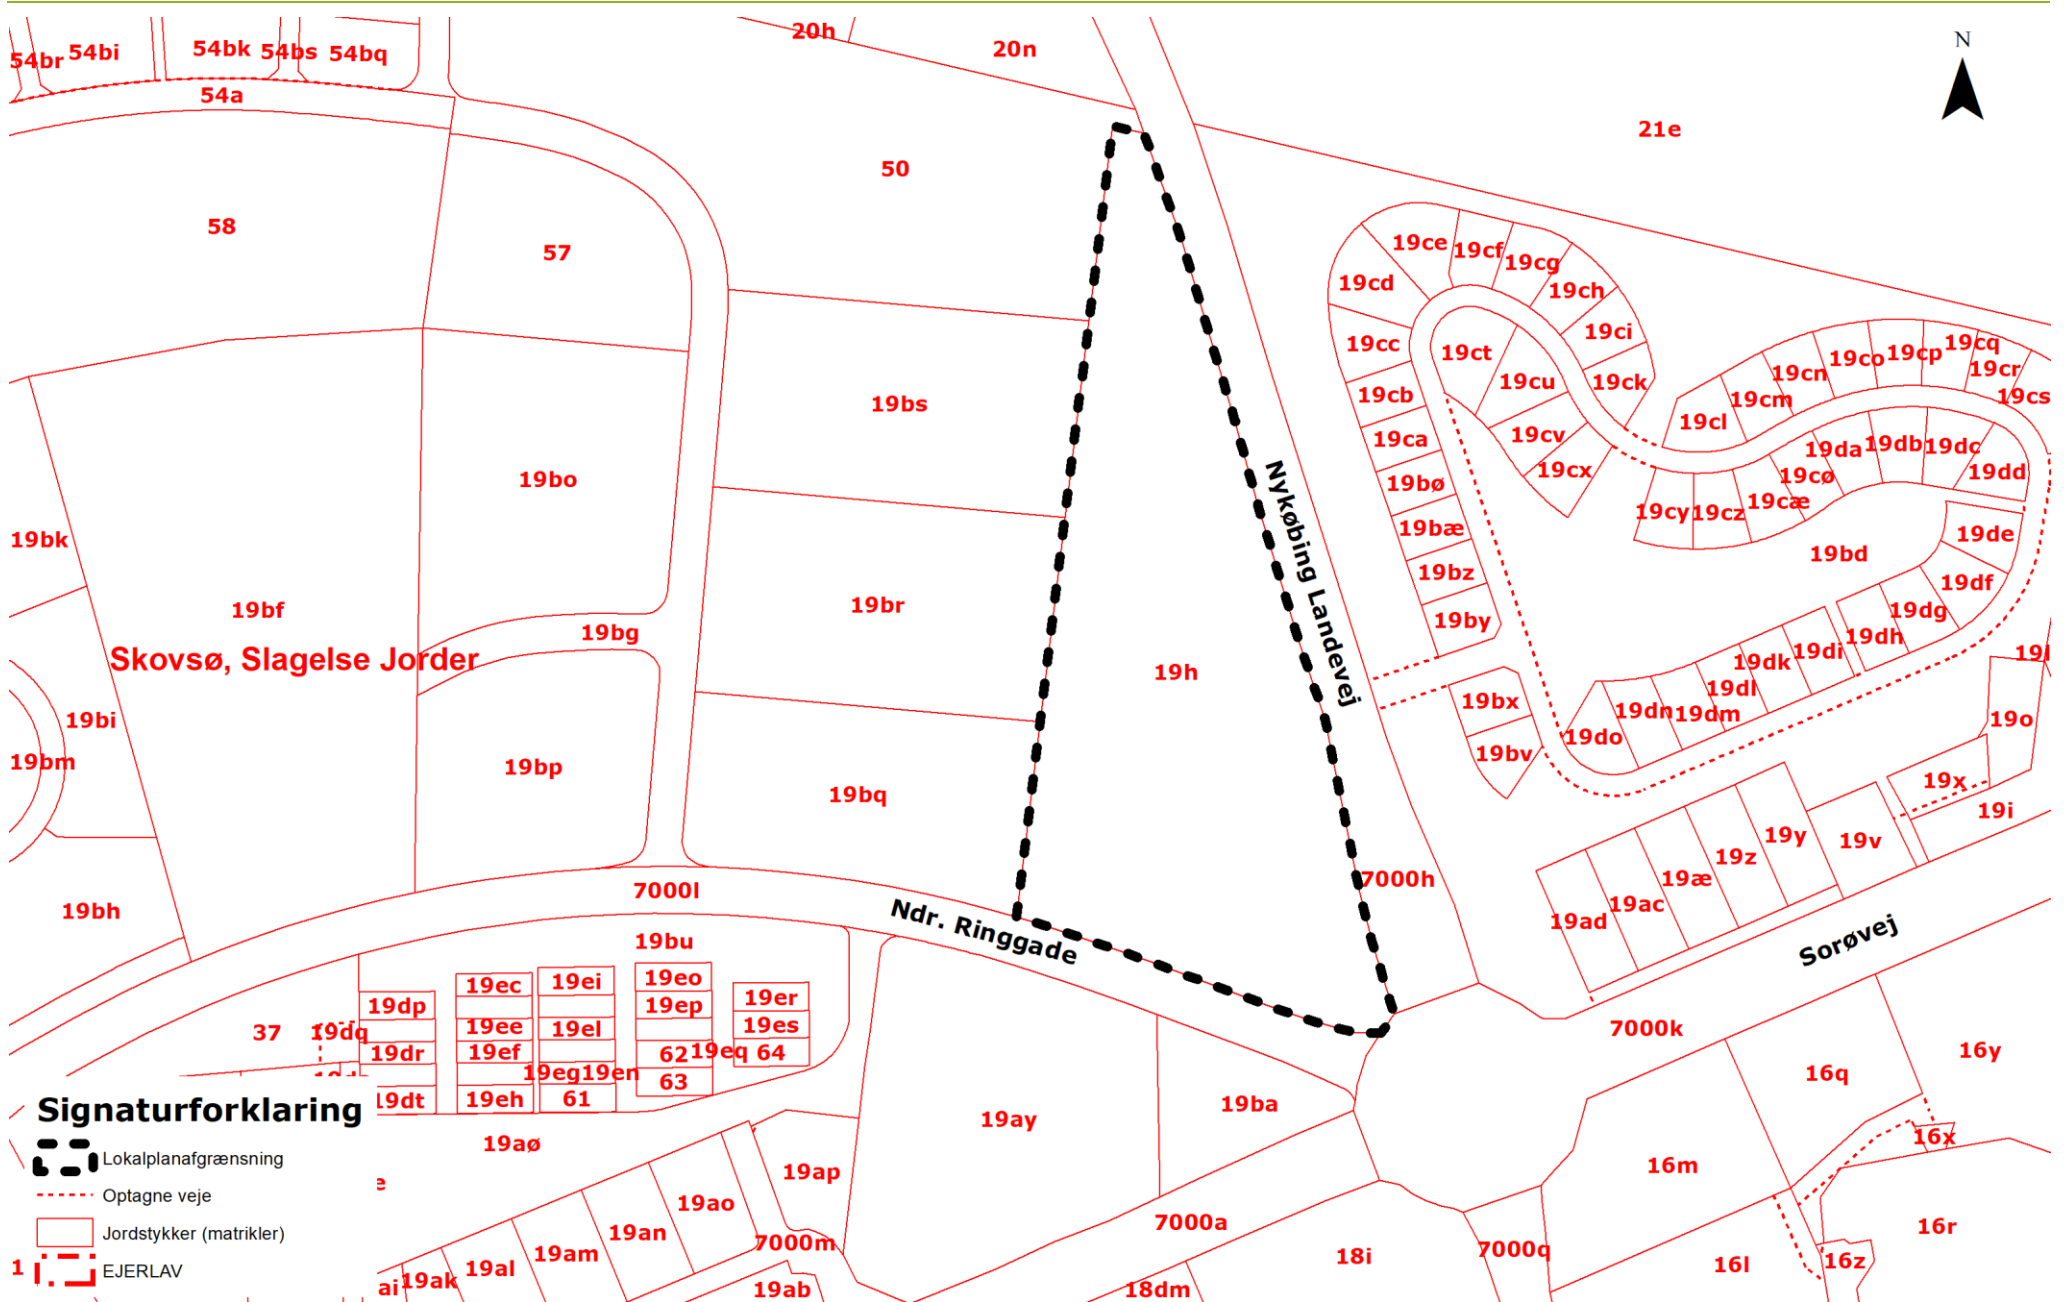 20h
20n
N
54br
54bi
54bk
54bs
54bq
54a
21e
50
58
57
19ce
19cf
19cg
19cd
19ch
19ci
19cc
19ct
19cu
19ck
19cn
19co
19cp
19cq
19cr
19cs
19cb
19cm
19cl
19bs
19ca
19cv
19cx
19da
19db
19dc
19dd
19bø
19cø
19cæ
19cy
19cz
19bo
19bæ
19bd
19de
19bk
19bz
19df
19bf
19br
19by
19dg
19dh
19bg
19di
19dk
19dl
Skovsø, Slagelse Jorder
19h
Nykøbing Landevej
19bx
19dn
19dm
19do
19o
19bi
19bm
19bp
19bq
19bv
19x
19i
19y
19v
19z
19æ
19ac
19ad
7000h
7000l
19bh
Ndr. Ringgade
Sorøvej
19bu
19ec
19ei
19eo
19er
19dp
19ep
19es
37
19dq
19ee
19el
19dr
19ef
62
19eq
64
19eg
19en
63
19dt
19eh
61
7000k
16y
16q
19ay
19ba
16x
16m
16r
19aø
19ap
19ao
19an
19am
19al
19ak
ai
e
7000m
7000a
7000q
18i
18dm
19ab
16l
16z
Signaturforklaring
Lokalplanafgrænsning
Optagne veje
Jordstykker (matrikler)
EJERLAV
1